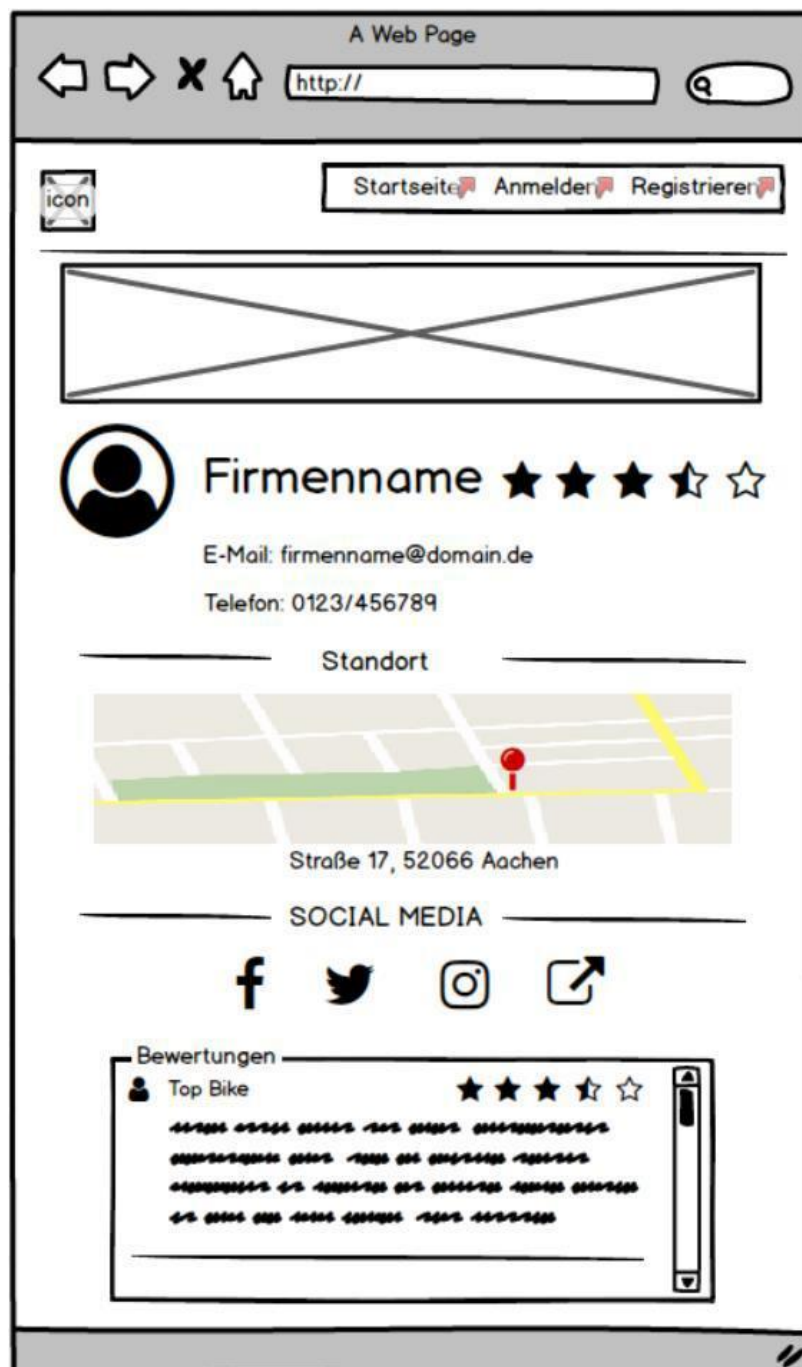 A Web Page
http://
icon
Startseite Anmelden Registrieren
Firmenname
E-Mail: firmenname@domain.de
Telefon: 0123/456789
Standort
Straße 17, 52066 Aachen
SOCIAL MEDIA
Bewertungen
Top Bike